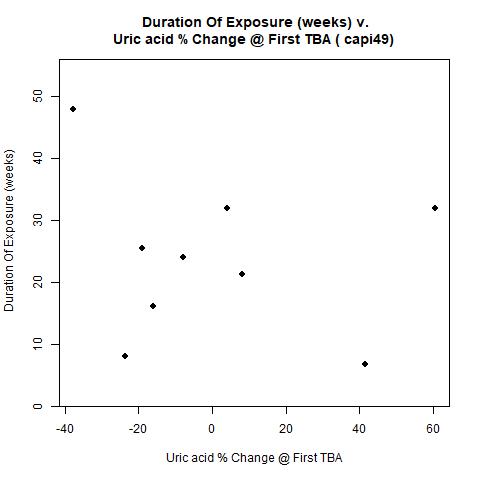 Duration Of Exposure (weeks) v.
Uric acid % Change @ First TBA ( capi49)
Duration Of Exposure (weeks)
50
40
30
20
10
0
-40 -20 0 20 40 60
Uric acid % Change @ First TBA